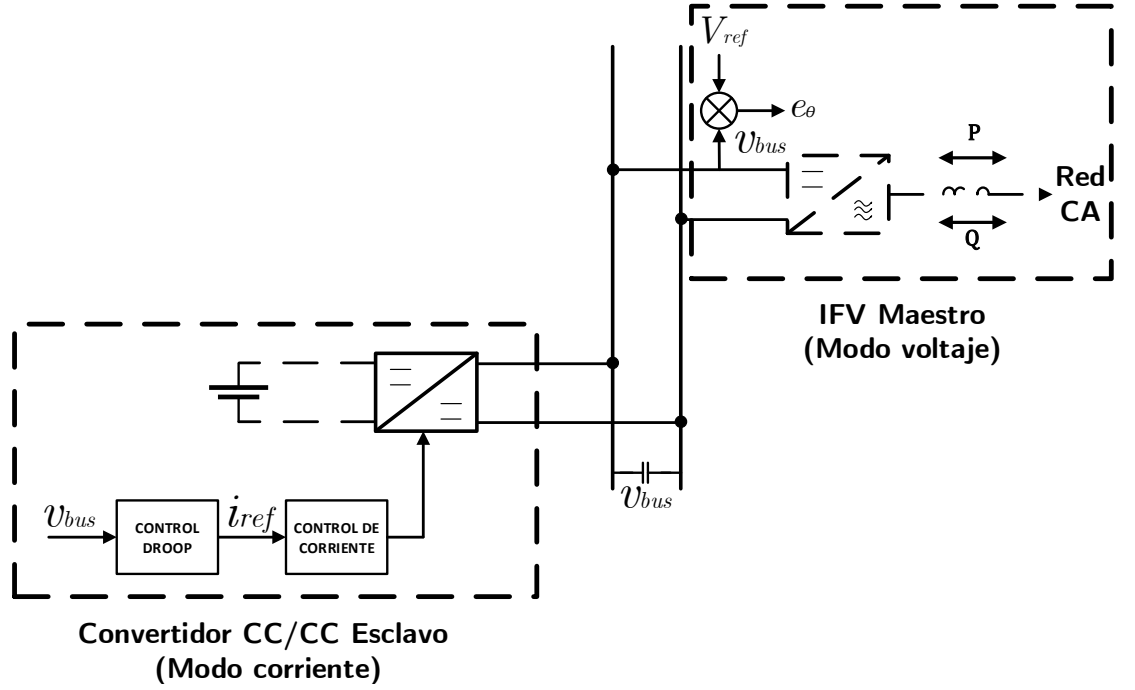 V_ref
e_θ
v_bus
P
Red
CA
Q
IFV Maestro
(Modo voltaje)
v_bus
v_bus
CONTROL
DROOP
i_ref
CONTROL DE
CORRIENTE
Convertidor CC/CC Esclavo
(Modo corriente)